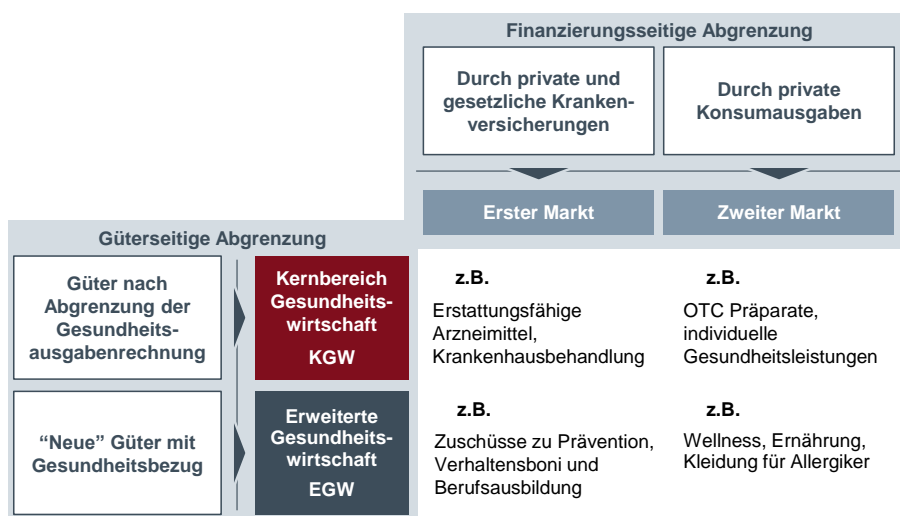 Finanzierungsseitige Abgrenzung
Durch private und
gesetzliche Kranken-
versicherungen
Durch private
Konsumausgaben
Erster Markt
Zweiter Markt
Güterseitige Abgrenzung
Güter nach
Abgrenzung der
Gesundheits-
ausgabenrechnung
Kernbereich
Gesundheits-
wirtschaft
KGW
z.B.
Erstattungsfähige
Arzneimittel,
Krankenhausbehandlung
z.B.
OTC Präparate,
individuelle
Gesundheitsleistungen
“Neue” Güter mit
Gesundheitsbezug
Erweiterte
Gesundheits-
wirtschaft
EGW
z.B.
Zuschüsse zu Prävention,
Verhaltensboni und
Berufsausbildung
z.B.
Wellness, Ernährung,
Kleidung für Allergiker